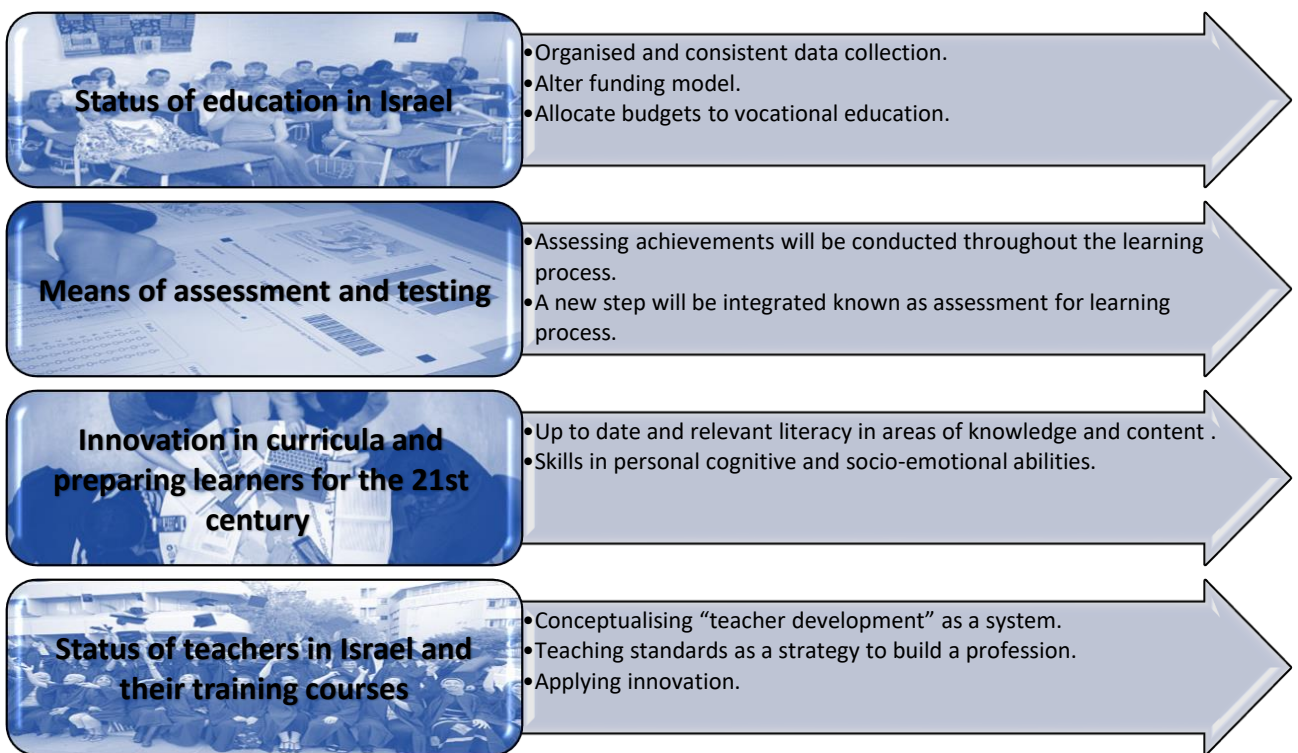 Status of education in Israel
•Organised and consistent data collection.
•Alter funding model.
•Allocate budgets to vocational education.
Means of assessment and testing
•Assessing achievements will be conducted throughout the learning
process.
•A new step will be integrated known as assessment for learning
process.
Innovation in curricula and
preparing learners for the 21st
century
•Up to date and relevant literacy in areas of knowledge and content .
•Skills in personal cognitive and socio-emotional abilities.
Status of teachers in Israel and
their training courses
•Conceptualising “teacher development” as a system.
•Teaching standards as a strategy to build a profession.
•Applying innovation.